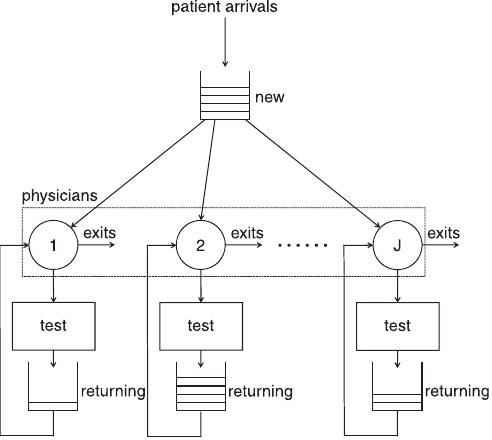 patient arrivals
new
physicians
1 exits 2 exits ...... J exits
test test test
returning returning returning